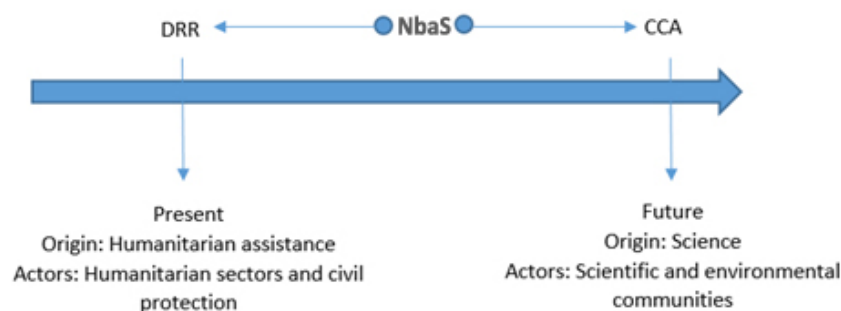 DRR NbaS CCA
Present
Origin: Humanitarian assistance
Actors: Humanitarian sectors and civil
protection
Future
Origin: Science
Actors: Scientific and environmental
communities